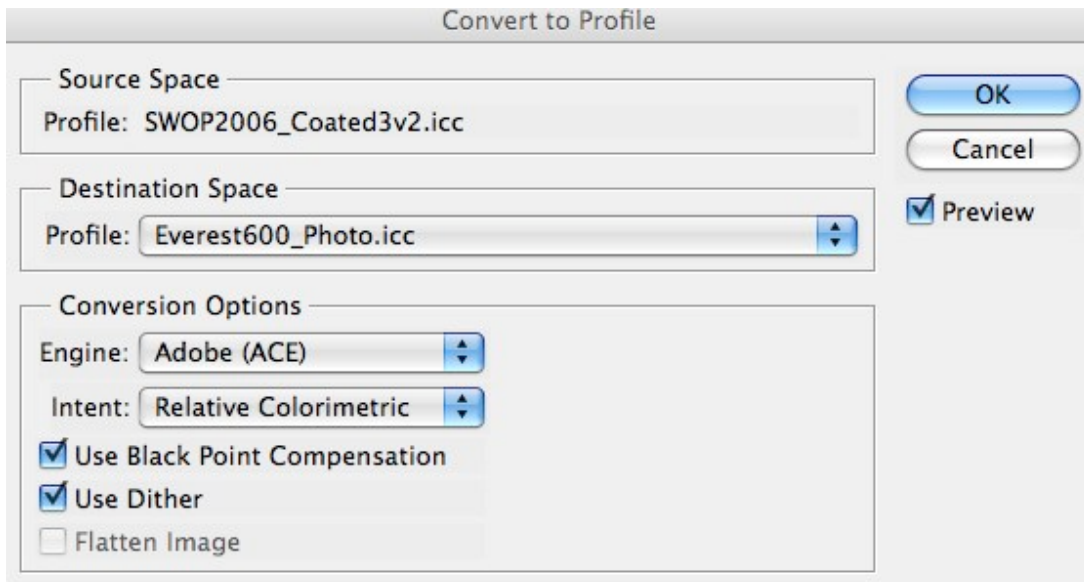 Convert to Profile
Source Space
Profile: SWOP2006_Coated3v2.icc
OK
Cancel
Destination Space
Profile: Everest600_Photo.icc
Preview
Conversion Options
Engine: Adobe (ACE)
Intent: Relative Colorimetric
Use Black Point Compensation
Use Dither
Flatten Image